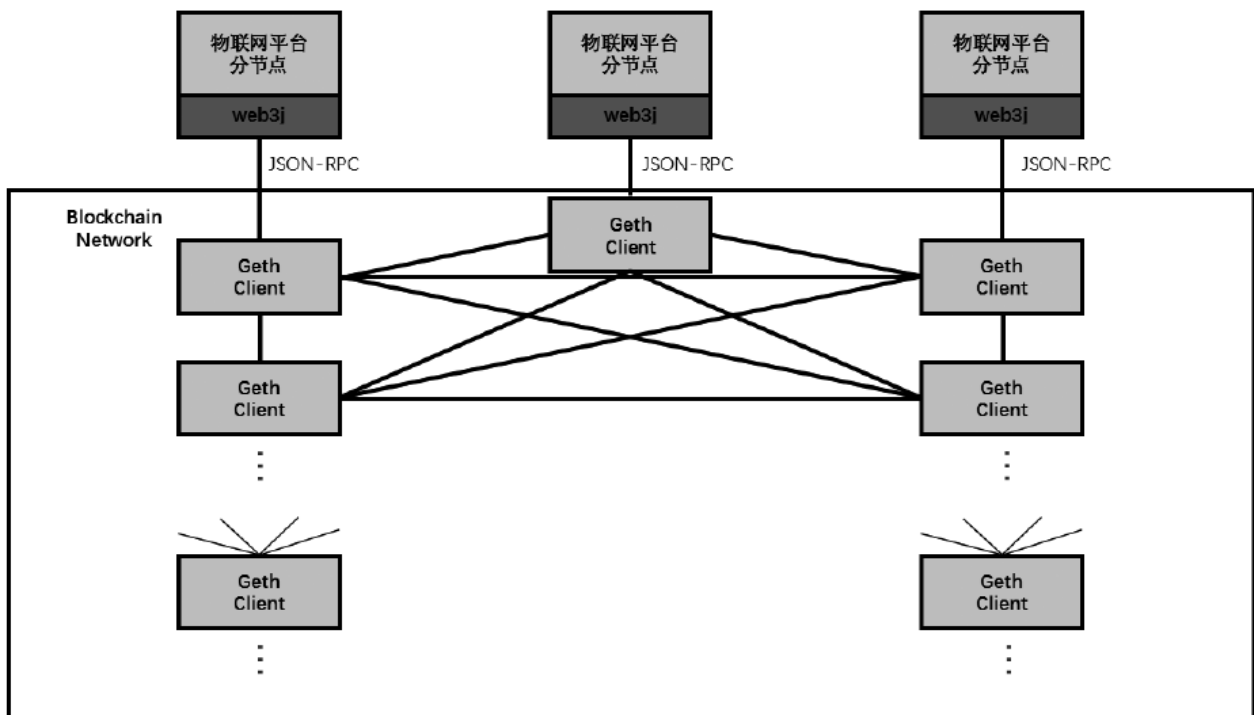 物联网平台
分节点
web3j
物联网平台
分节点
web3j
物联网平台
分节点
web3j
JSON-RPC
JSON-RPC
JSON-RPC
Blockchain
Network
Geth
Client
Geth
Client
Geth
Client
Geth
Client
Geth
Client
Geth
Client
Geth
Client